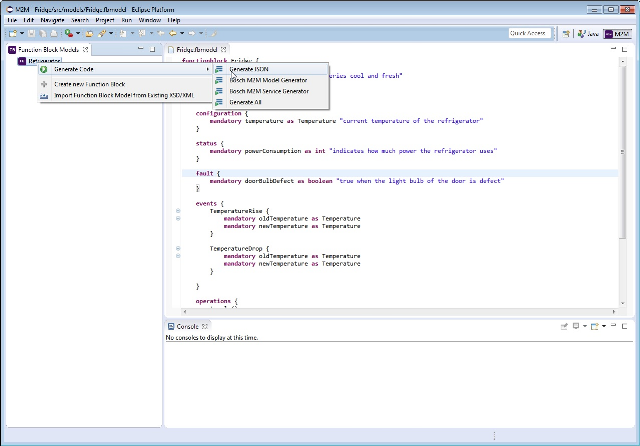 M2M - Fridge/src/models/Fridge.fbmodel - Eclipse Platform
File Edit Navigate Search Project Run Window Help
Quick Access
Java
M2M
Function Block Models
Refrigerator
Generate Code
Create new Function Block
Import Function Block Model from Existing XSD/XML
Generate JSON
Bosch M2M Model Generator
Bosch M2M Service Generator
Generate All
Fridge.fbmodel
functionblock Fridge {
eries cool and fresh"
configuration {
mandatory temperature as Temperature "current temperature of the refrigerator"
}
status {
mandatory powerConsumption as int "indicates how much power the refrigerator uses"
}
fault {
mandatory doorBulbDefect as boolean "true when the light bulb of the door is defect"
}
events {
TemperatureRise {
mandatory oldTemperature as Temperature
mandatory newTemperature as Temperature
}
TemperatureDrop {
mandatory oldTemperature as Temperature
mandatory newTemperature as Temperature
}
}
operations {
Console
No consoles to display at this time.